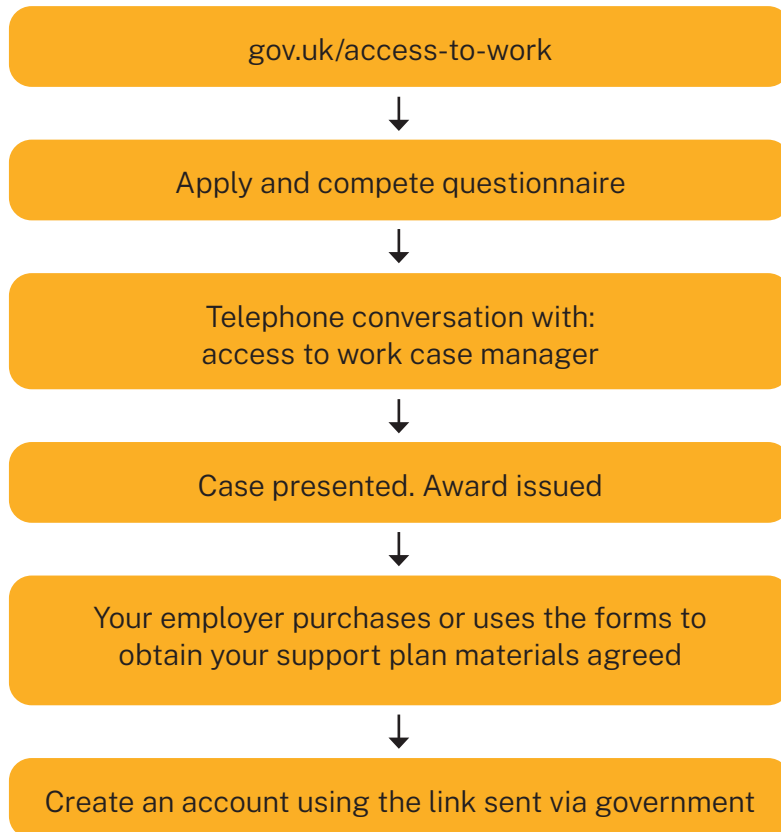 gov.uk/access-to-work
Apply and compete questionnaire
Telephone conversation with:
access to work case manager
Case presented. Award issued
Your employer purchases or uses the forms to
obtain your support plan materials agreed
Create an account using the link sent via government